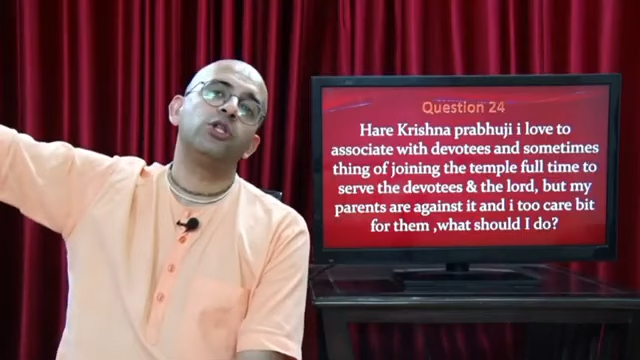 Question 24
Hare Krishna prabhuji i love to
associate with devotees and sometimes
thing of joining the temple full time to
serve the devotees & the lord, but my
parents are against it and i too care bit
for them ,what should I do?